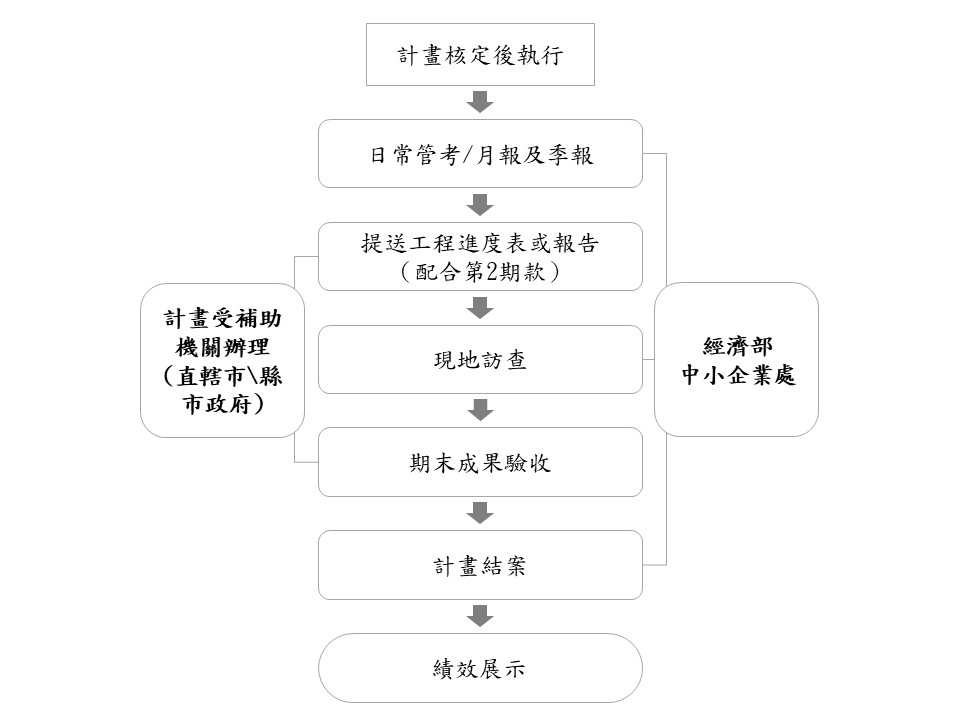 計畫核定後執行
日常管考/月報及季報
提送工程進度表或報告
（配合第2期款）
計畫受補助
機關辦理
（直轄市\縣
市政府）
現地訪查
經濟部
中小企業處
期末成果驗收
計畫結案
績效展示